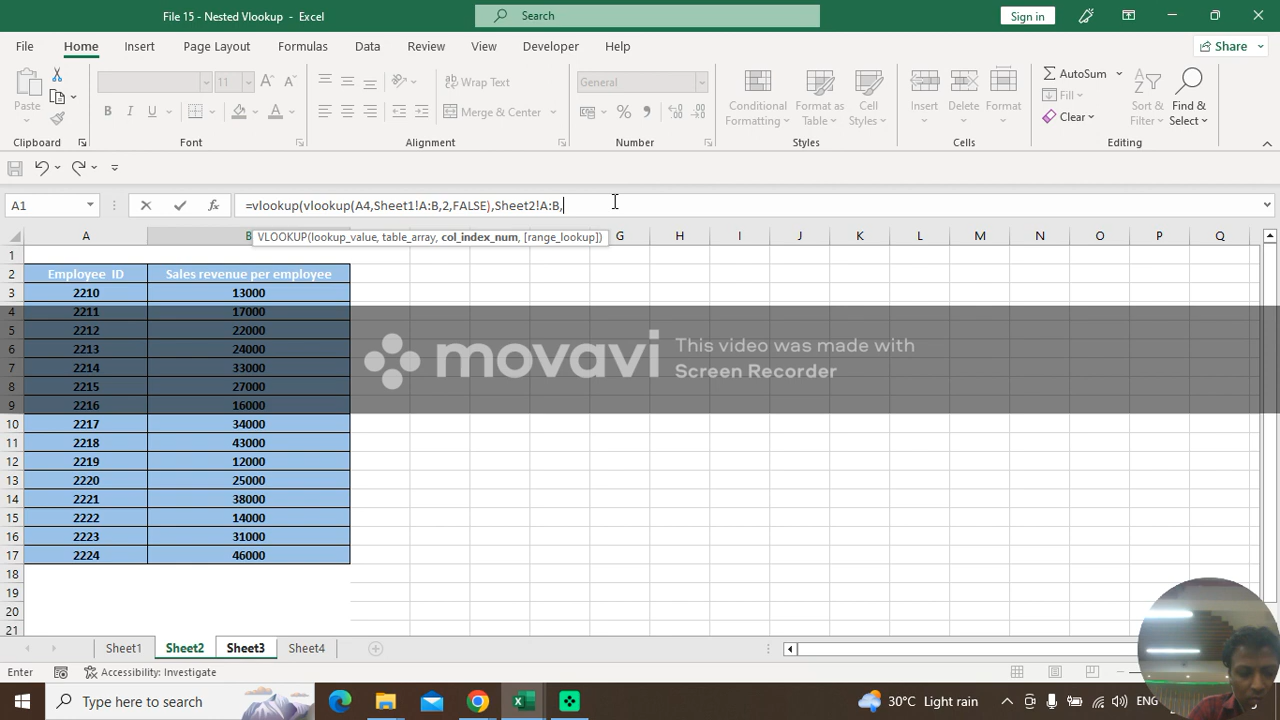 File 15 - Nested Vlookup - Excel
Search
Sign in
File Home Insert Page Layout Formulas Data Review View Developer Help
Share
Paste
11
Wrap Text
General
AutoSum
Merge & Center
Fill
Clear
Conditional Formatting
Format as Table
Cell Styles
Insert
Delete
Format
Sort & Filter
Find & Select
Clipboard
Font
Alignment
Number
Styles
Cells
Editing
A1
=vlookup(vlookup(A4,Sheet1!A:B,2,FALSE),Sheet2!A:B,
VLOOKUP(lookup_value, table_array, col_index_num, [range_lookup])
A B G H I J K L M N O P Q
1
2 Employee ID Sales revenue per employee
3 2210 13000
4 2211 17000
5 2212 22000
6 2213 24000
7 2214 33000
8 2215 27000
9 2216 16000
10 2217 34000
11 2218 43000
12 2219 12000
13 2220 25000
14 2221 38000
15 2222 14000
16 2223 31000
17 2224 46000
18
19
20
21
movavi
This video was made with
Screen Recorder
Sheet1 Sheet2 Sheet3 Sheet4
Enter
Accessibility: Investigate
Type here to search
30°C Light rain
ENG